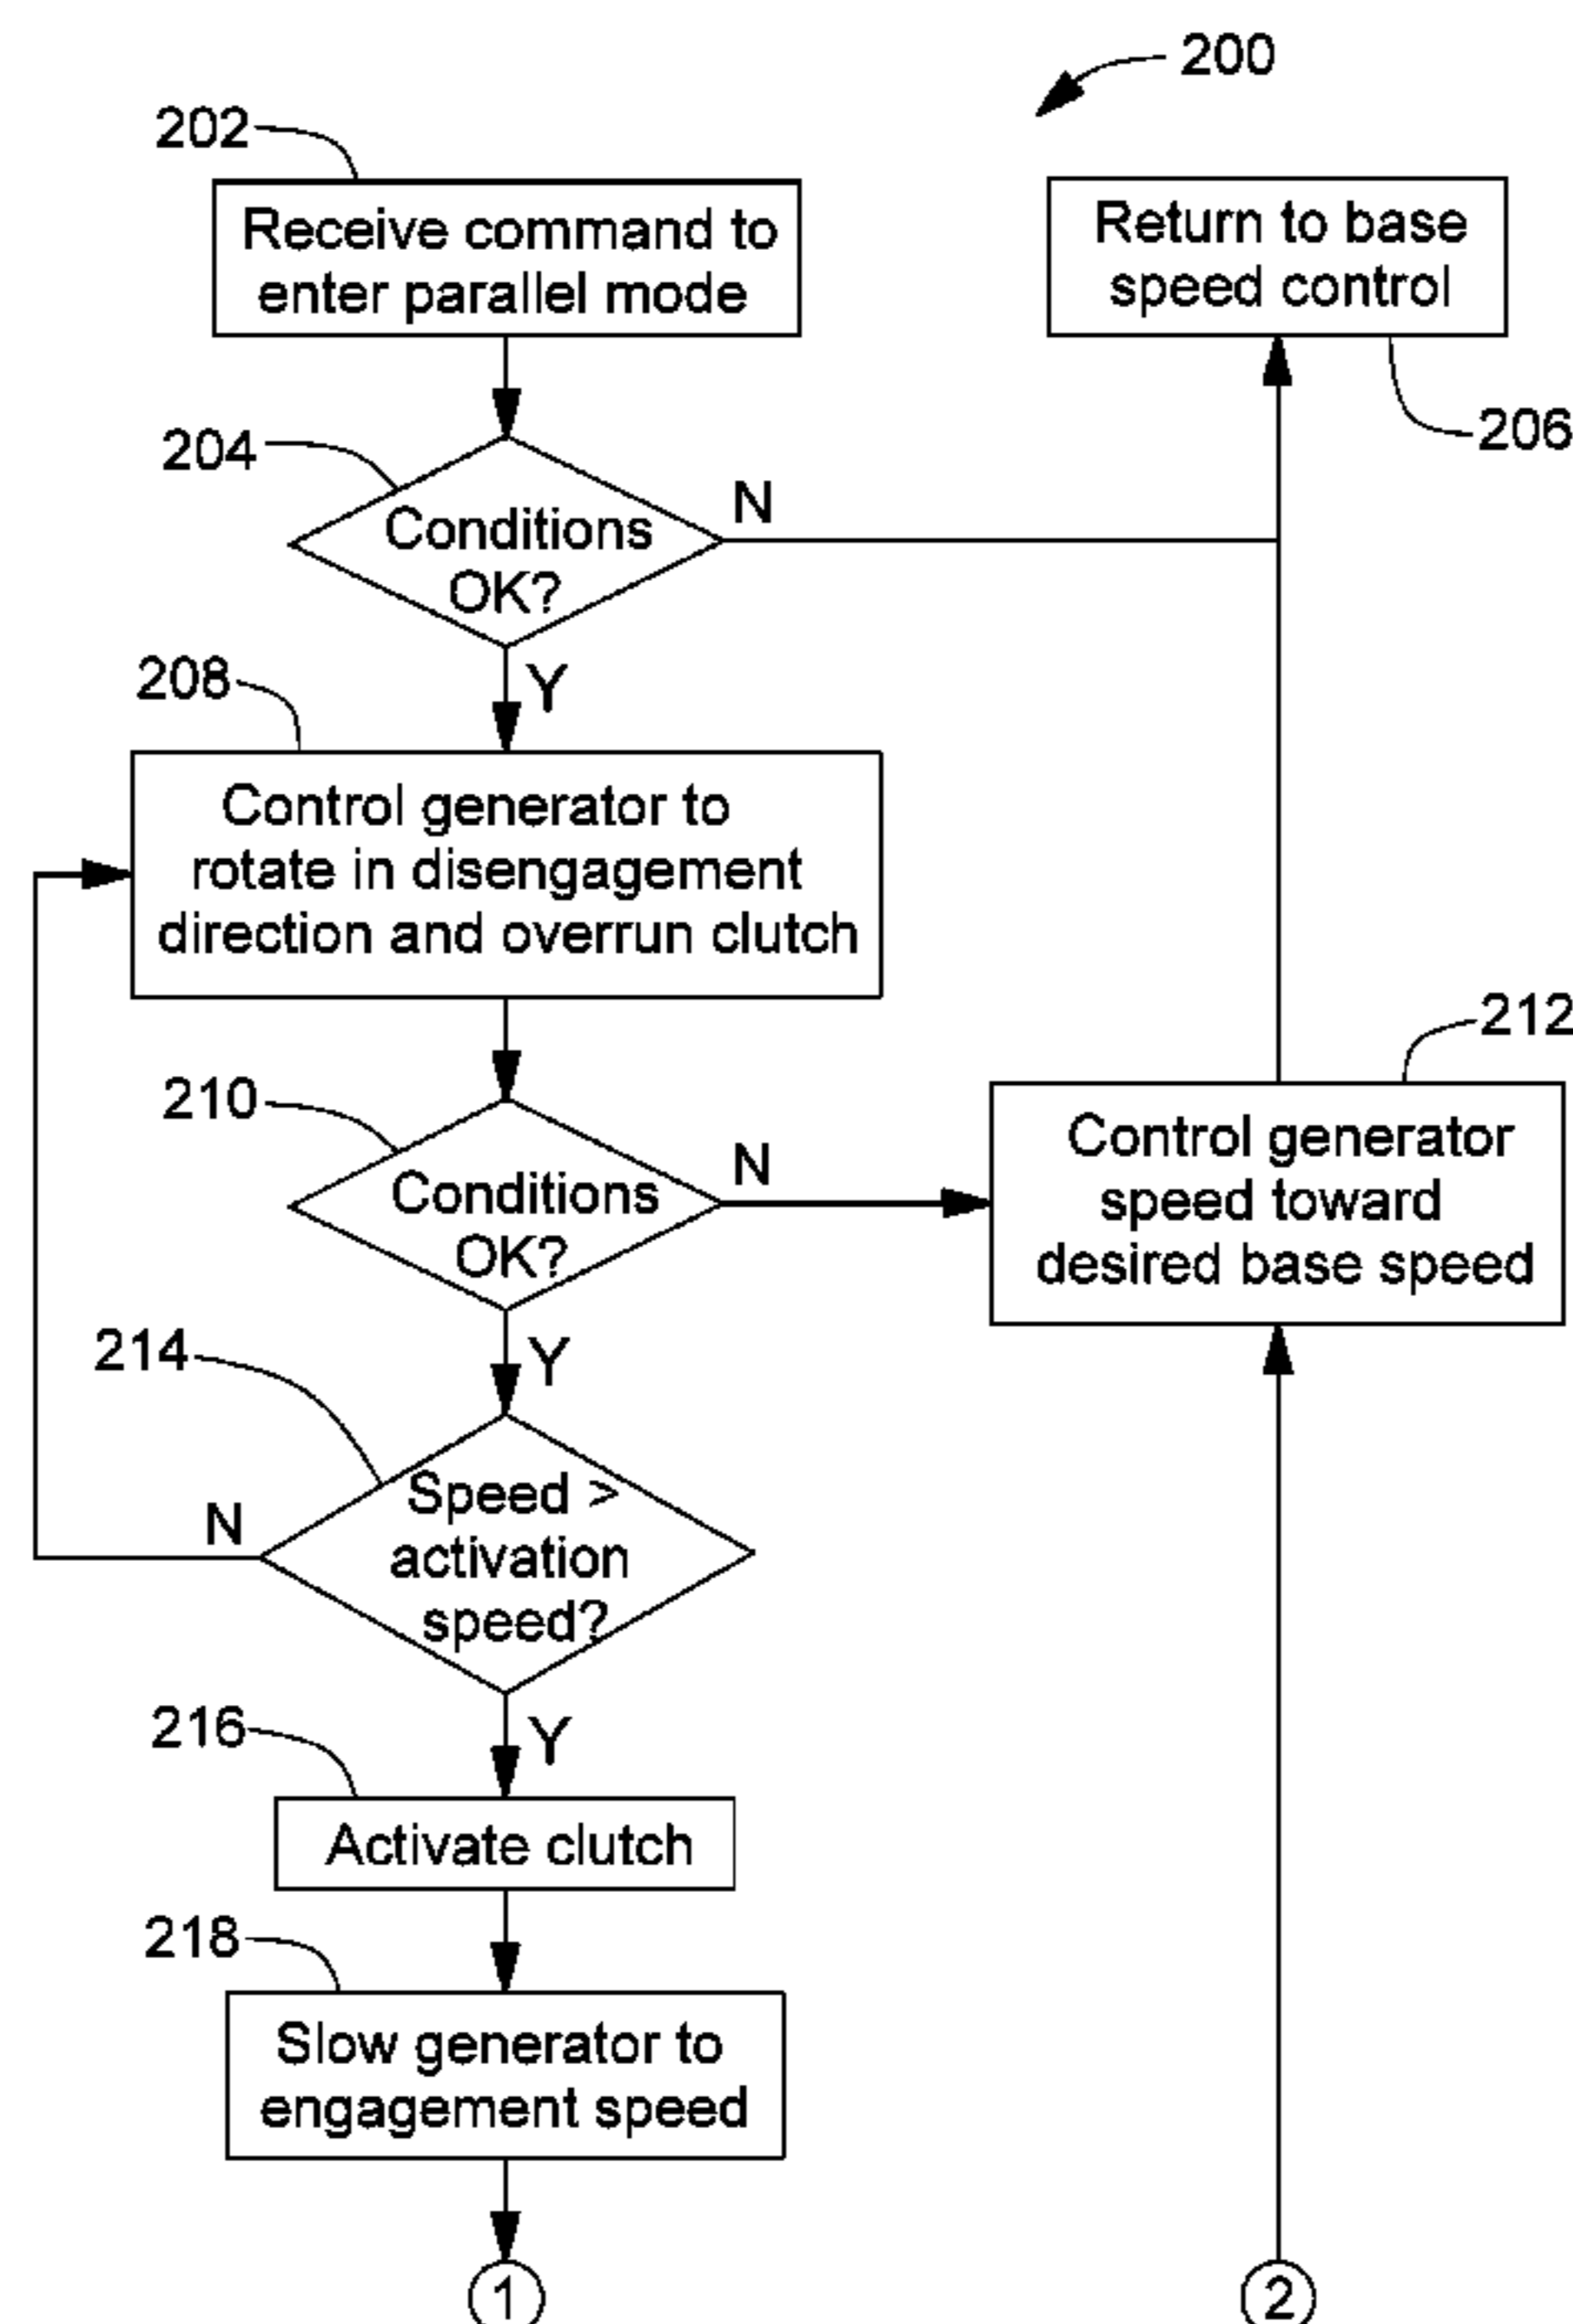 200
202
Receive command to
enter parallel mode
Return to base
speed control
206
204
Conditions
OK?
N
Y
208
Control generator to
rotate in disengagement
direction and overrun clutch
212
Control generator
speed toward
desired base speed
210
Conditions
OK?
N
Y
214
Speed >
activation
speed?
N
Y
216
Activate clutch
218
Slow generator to
engagement speed
1
2